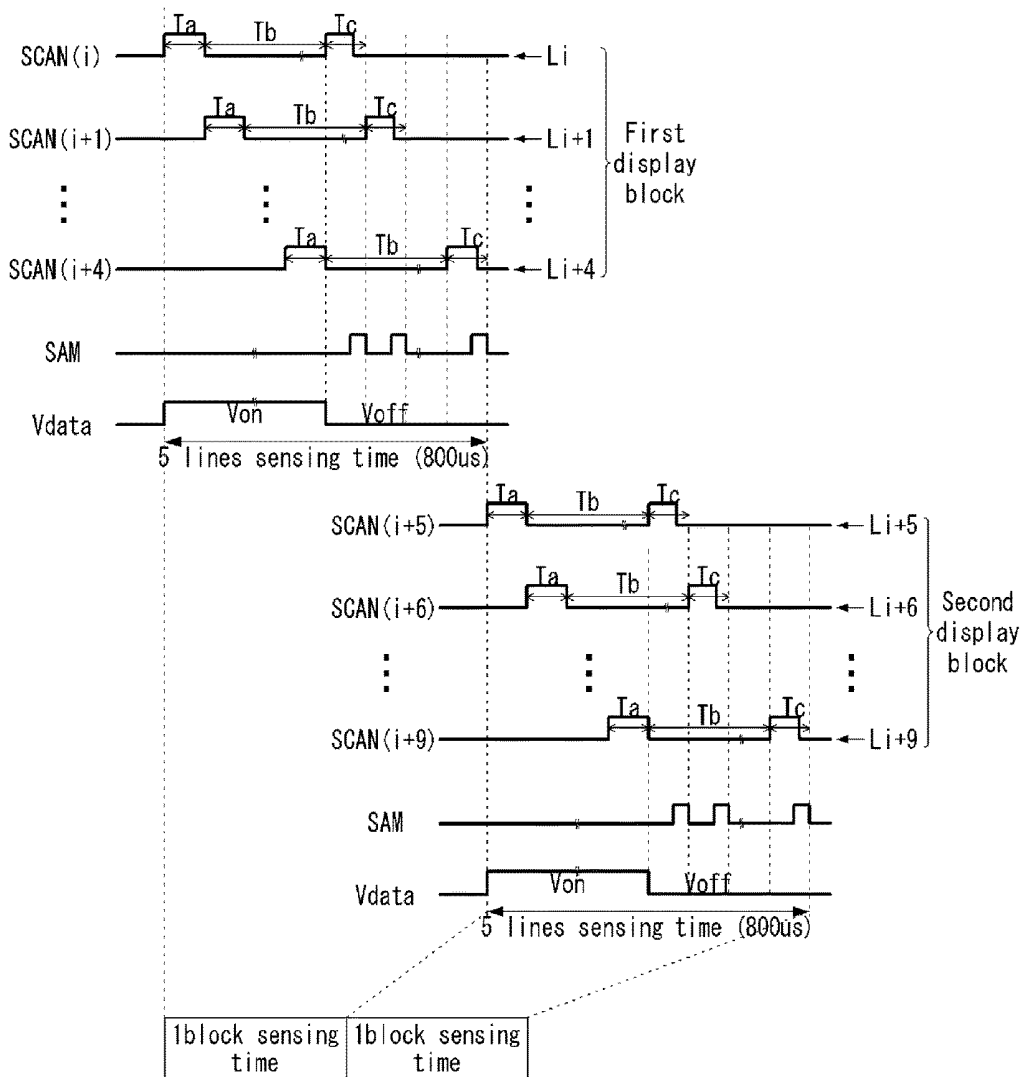 Ta Tb Tc
SCAN(i) Li
Ta Tb Tc
SCAN(i+1) Li+1
First
display
block
Ta Tb Tc
SCAN(i+4) Li+4
SAM
Vdata Von Voff
5 lines sensing time (800us)
Ta Tb Tc
SCAN(i+5) Li+5
Ta Tb Tc
SCAN(i+6) Li+6
Second
display
block
Ta Tb Tc
SCAN(i+9) Li+9
SAM
Vdata Von Voff
5 lines sensing time (800us)
1block sensing
time
1block sensing
time